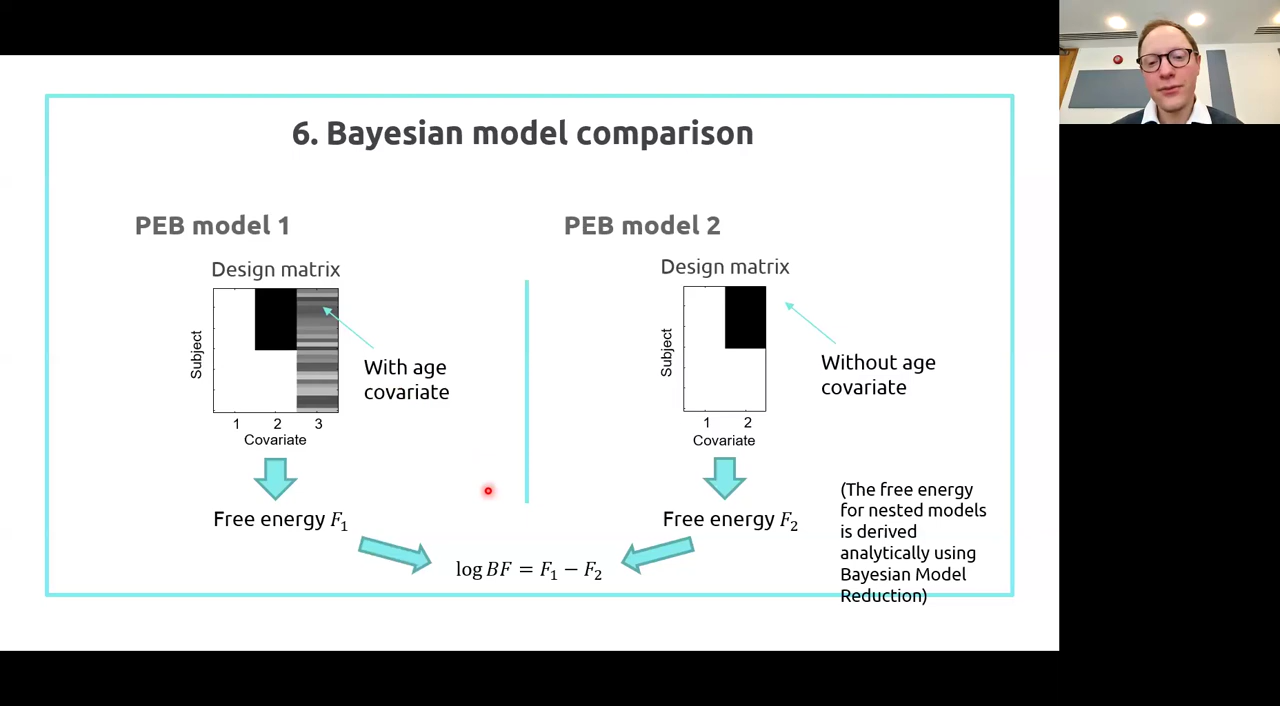 6. Bayesian model comparison
PEB model 1
Design matrix
Subject
With age
covariate
1 2 3
Covariate
Free energy F₁
PEB model 2
Design matrix
Subject
Without age
covariate
1 2
Covariate
Free energy F₂
log BF = F₁ − F₂
(The free energy
for nested models
is derived
analytically using
Bayesian Model
Reduction)